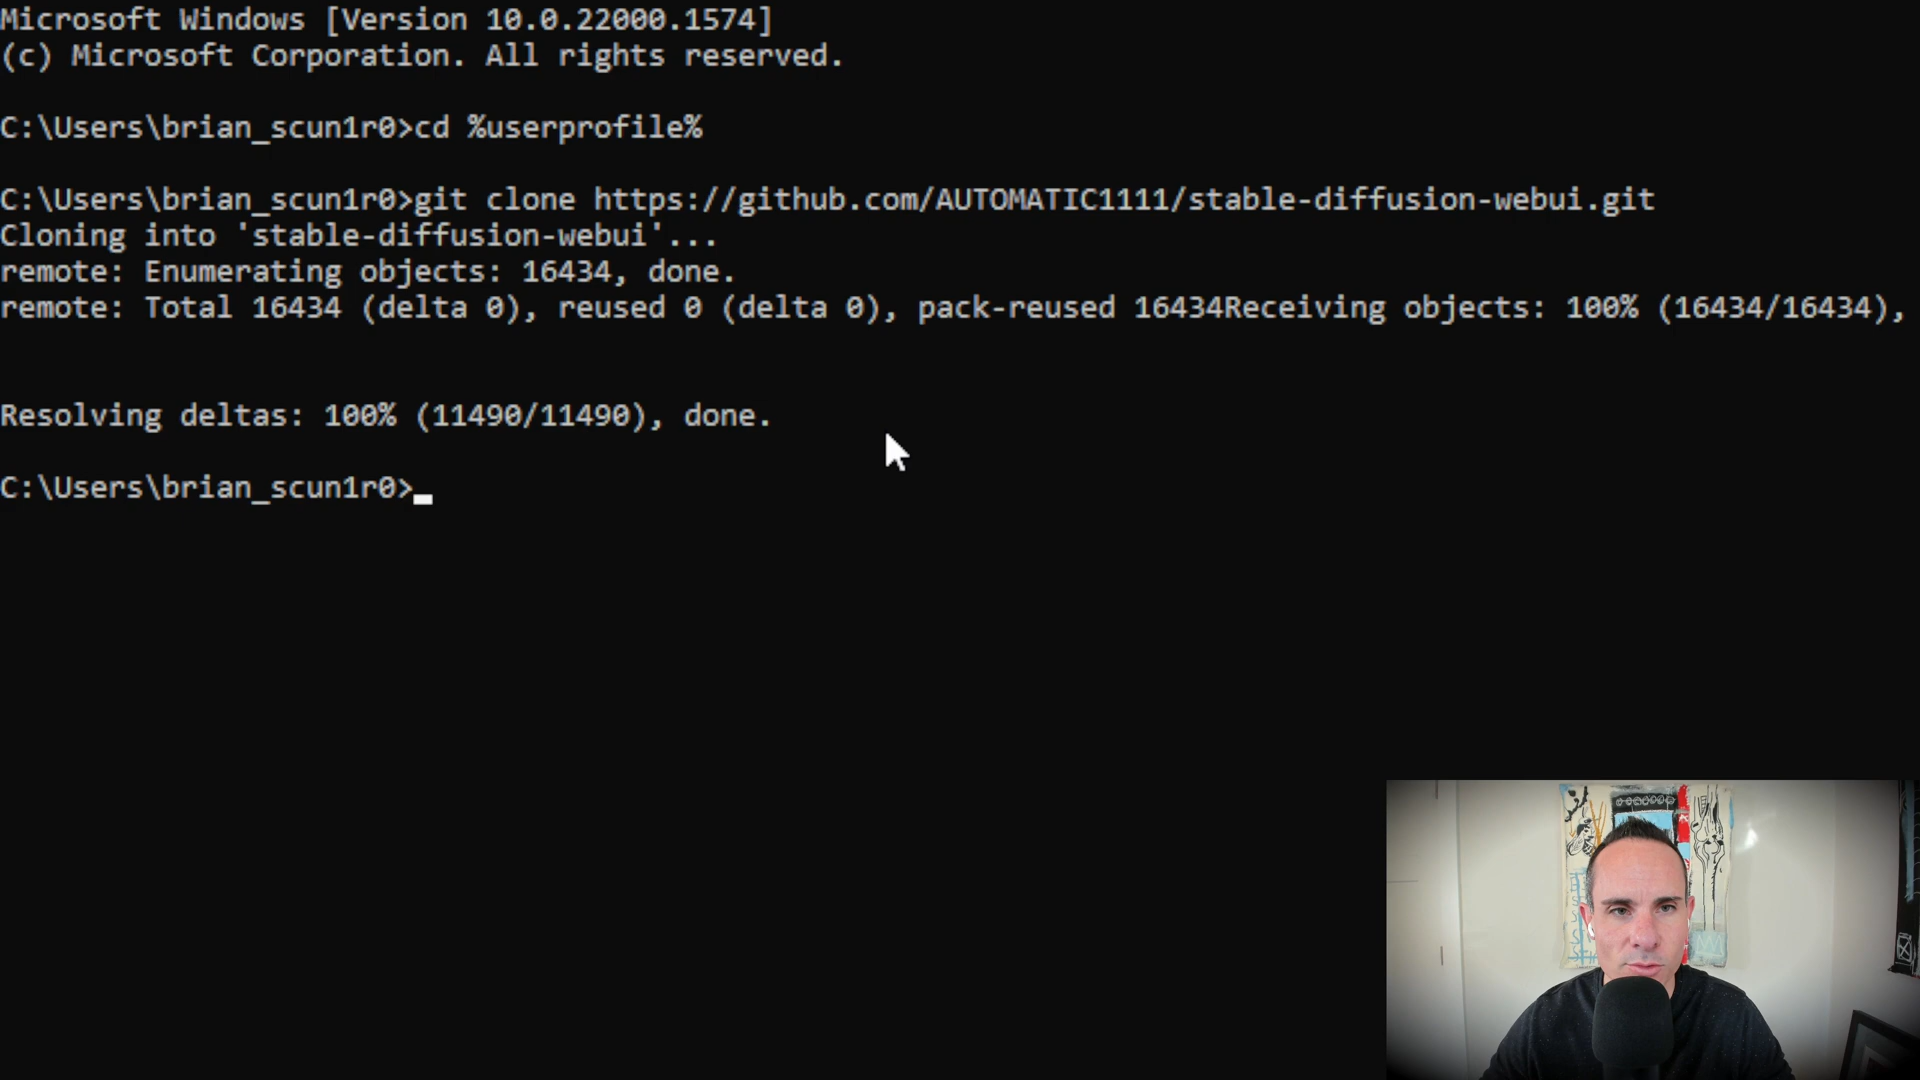 Microsoft Windows [Version 10.0.22000.1574]
(c) Microsoft Corporation. All rights reserved.
C:\Users\brian_scun1r0>cd %userprofile%
C:\Users\brian_scun1r0>git clone https://github.com/AUTOMATIC1111/stable-diffusion-webui.git
Cloning into 'stable-diffusion-webui'...
remote: Enumerating objects: 16434, done.
remote: Total 16434 (delta 0), reused 0 (delta 0), pack-reused 16434Receiving objects: 100% (16434/16434),
Resolving deltas: 100% (11490/11490), done.
C:\Users\brian_scun1r0>